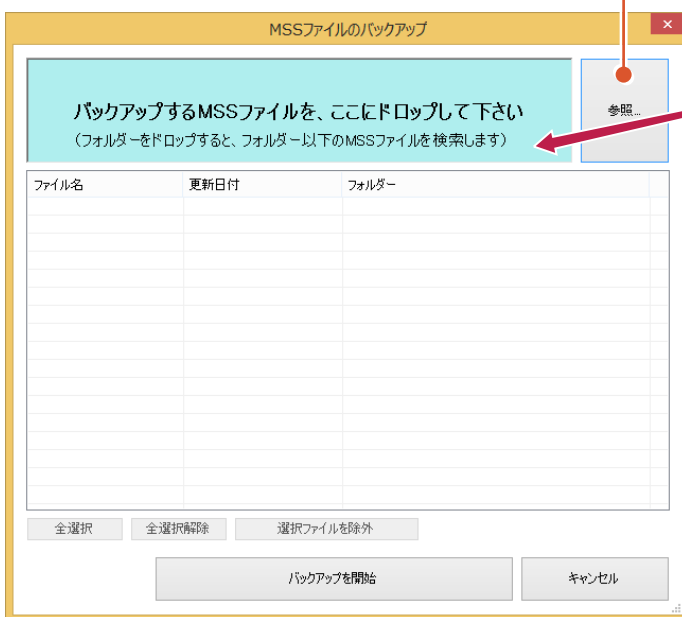 MSSファイルのバックアップ
バックアップするMSSファイルを、ここにドロップして下さい
（フォルダーをドロップすると、フォルダー以下のMSSファイルを検索します）
参照...
ファイル名 更新日付 フォルダー
全選択 全選択解除 選択ファイルを除外
バックアップを開始 キャンセル